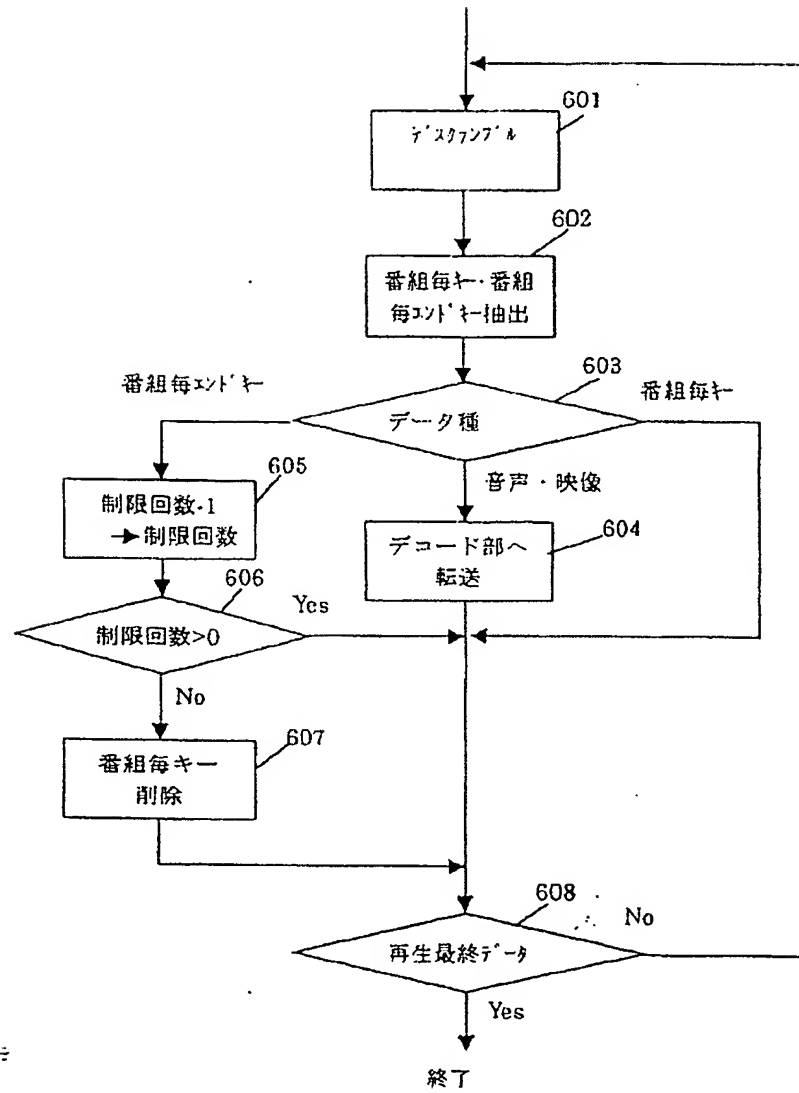 601
ﾃﾞｽｸﾗﾝﾌﾞﾙ
602
番組毎キー・番組
毎ｴﾝﾄﾞｷｰ抽出
603
番組毎ｴﾝﾄﾞｷｰ
番組毎キー
データ種
605
音声・映像
制限回数-1
→制限回数
604
デコード部へ
転送
606
Yes
制限回数>0
No
607
番組毎キー
削除
608
No
再生最終ﾃﾞｰﾀ
Yes
終了